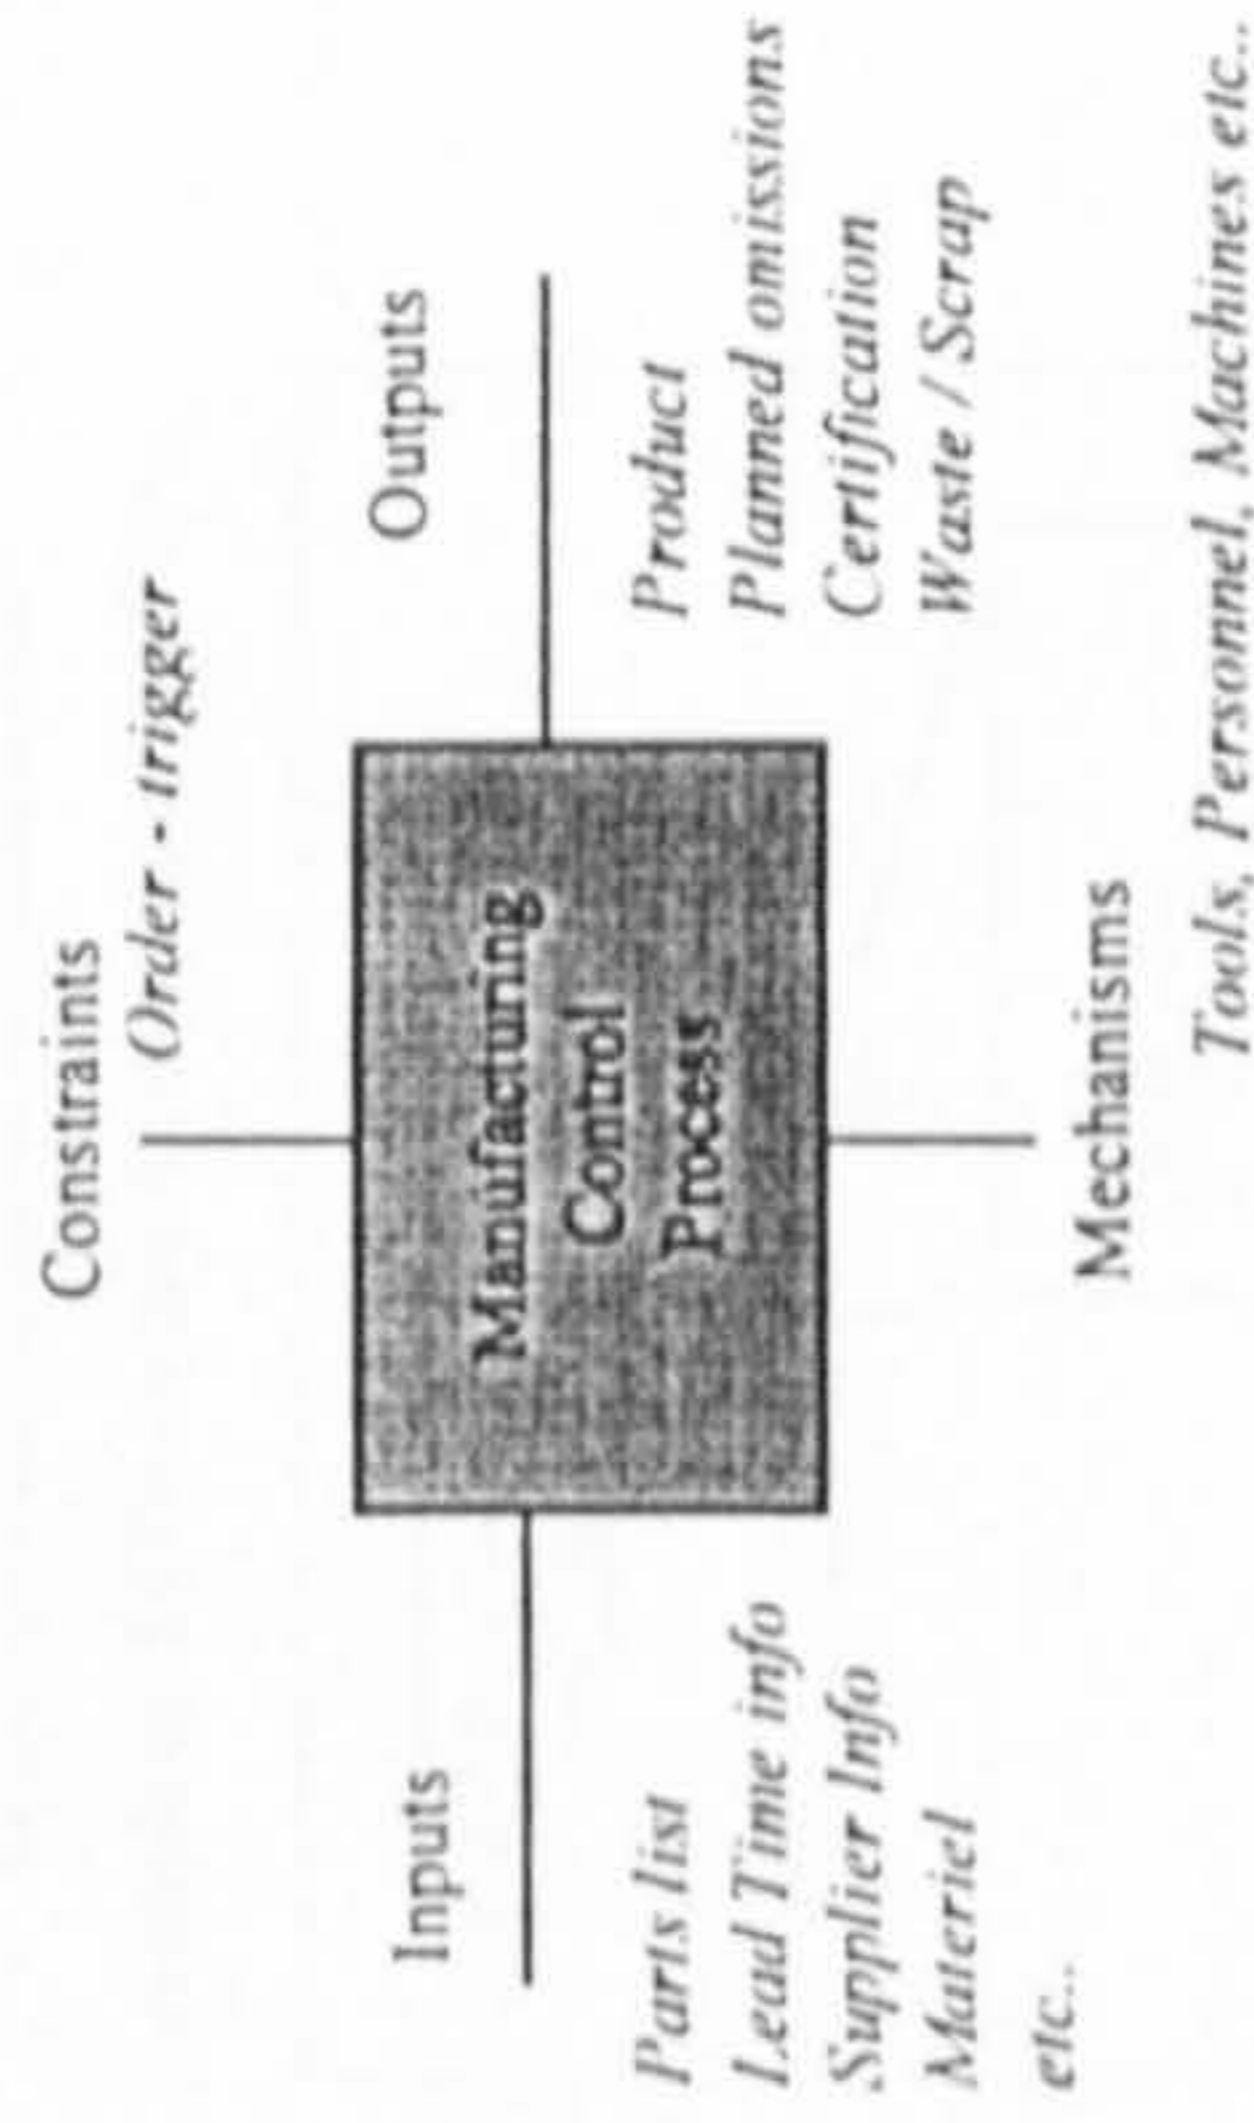 Constraints
Order - trigger
Inputs
Outputs
Manufacturing
Control
Process
Parts list
Lead Time info
Supplier Info
Materiel
etc..
Product
Planned omissions
Certification
Waste / Scrap
Mechanisms
Tools, Personnel, Machines etc..